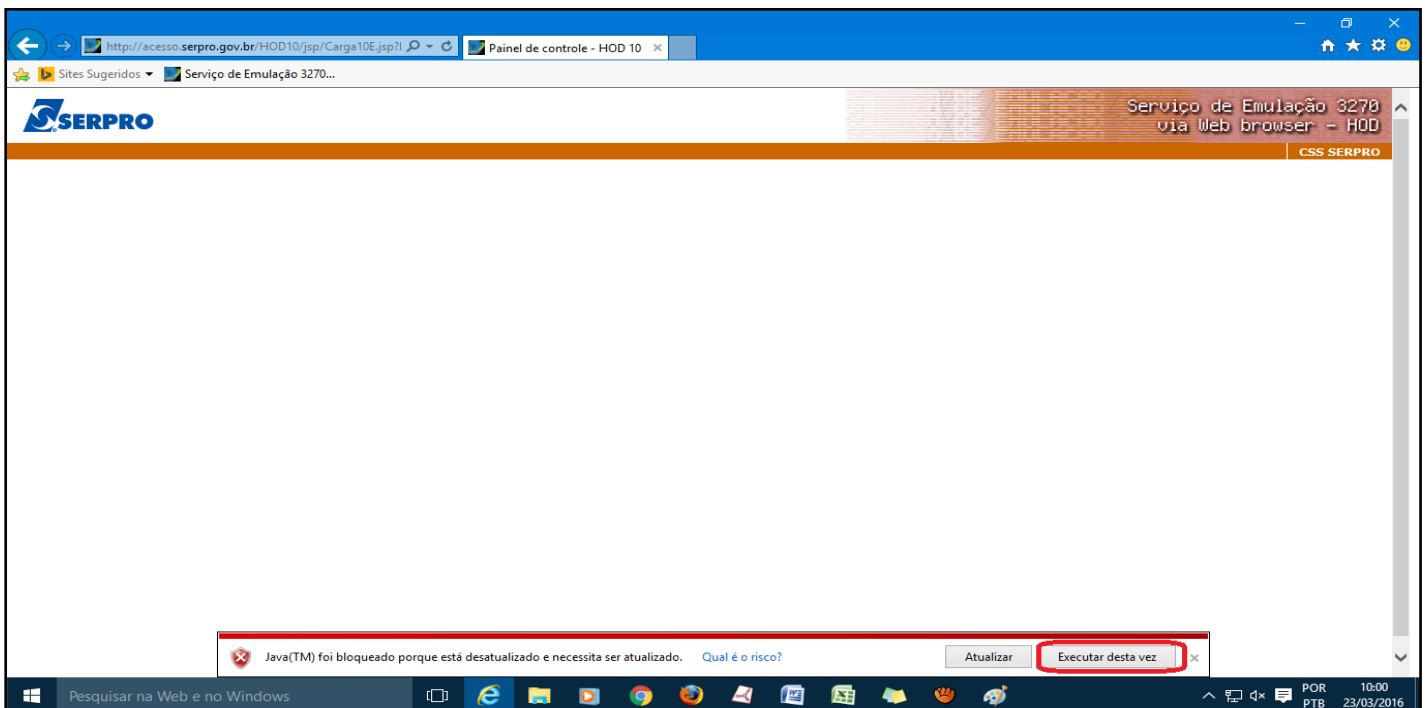 http://acesso.serpro.gov.br/HOD10/jsp/Carga10E.jsp?l
Painel de controle - HOD 10
Sites Sugeridos
Serviço de Emulação 3270...
SERPRO
Serviço de Emulação 3270
via Web browser - HOD
CSS SERPRO
Java(TM) foi bloqueado porque está desatualizado e necessita ser atualizado. Qual é o risco? Atualizar Executar desta vez
Pesquisar na Web e no Windows
POR 10:00
PTB 23/03/2016